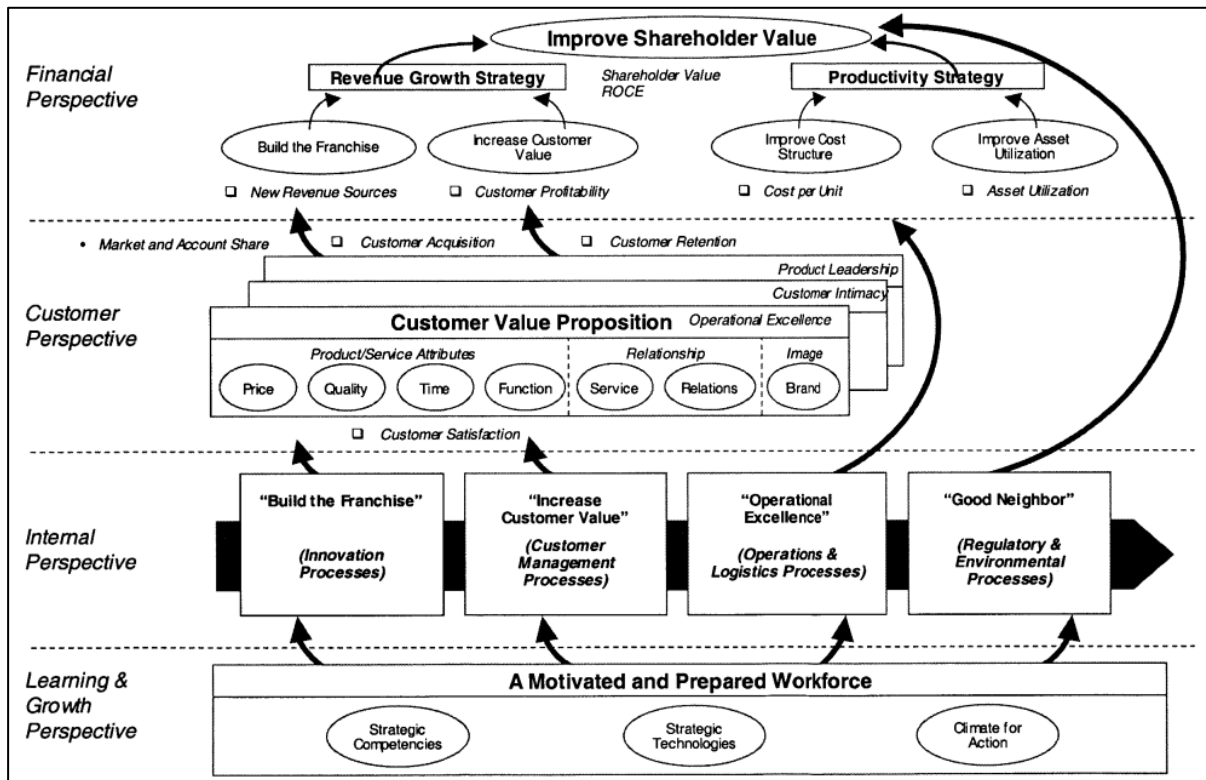 Improve Shareholder Value
Financial
Perspective
Revenue Growth Strategy
Shareholder Value
ROCE
Productivity Strategy
Build the Franchise
Increase Customer
Value
Improve Cost
Structure
Improve Asset
Utilization
❑ New Revenue Sources
❑ Customer Profitability
❑ Cost per Unit
❑ Asset Utilization
• Market and Account Share
❑ Customer Acquisition
❑ Customer Retention
Customer
Perspective
Product Leadership
Customer Intimacy
Customer Value Proposition
Operational Excellence
Product/Service Attributes
Relationship
Image
Price
Quality
Time
Function
Service
Relations
Brand
❑ Customer Satisfaction
Internal
Perspective
“Build the Franchise”
(Innovation
Processes)
“Increase
Customer Value”
(Customer
Management
Processes)
“Operational
Excellence”
(Operations &
Logistics Processes)
“Good Neighbor”
(Regulatory &
Environmental
Processes)
Learning &
Growth
Perspective
A Motivated and Prepared Workforce
Strategic
Competencies
Strategic
Technologies
Climate for
Action